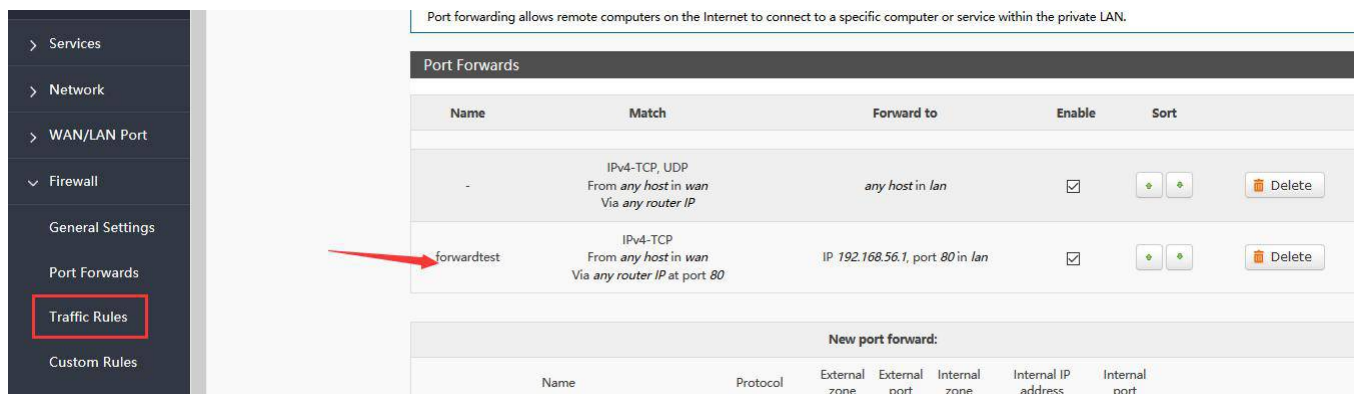 Port forwarding allows remote computers on the Internet to connect to a specific computer or service within the private LAN.
Services
Network
WAN/LAN Port
Firewall
General Settings
Port Forwards
Traffic Rules
Custom Rules
Port Forwards
Name Match Forward to Enable Sort
IPv4-TCP, UDP
- From any host in wan any host in lan Delete
Via any router IP
IPv4-TCP
forwardtest From any host in wan IP 192.168.56.1, port 80 in lan Delete
Via any router IP at port 80
New port forward:
Name Protocol External zone External port Internal zone Internal IP address Internal port